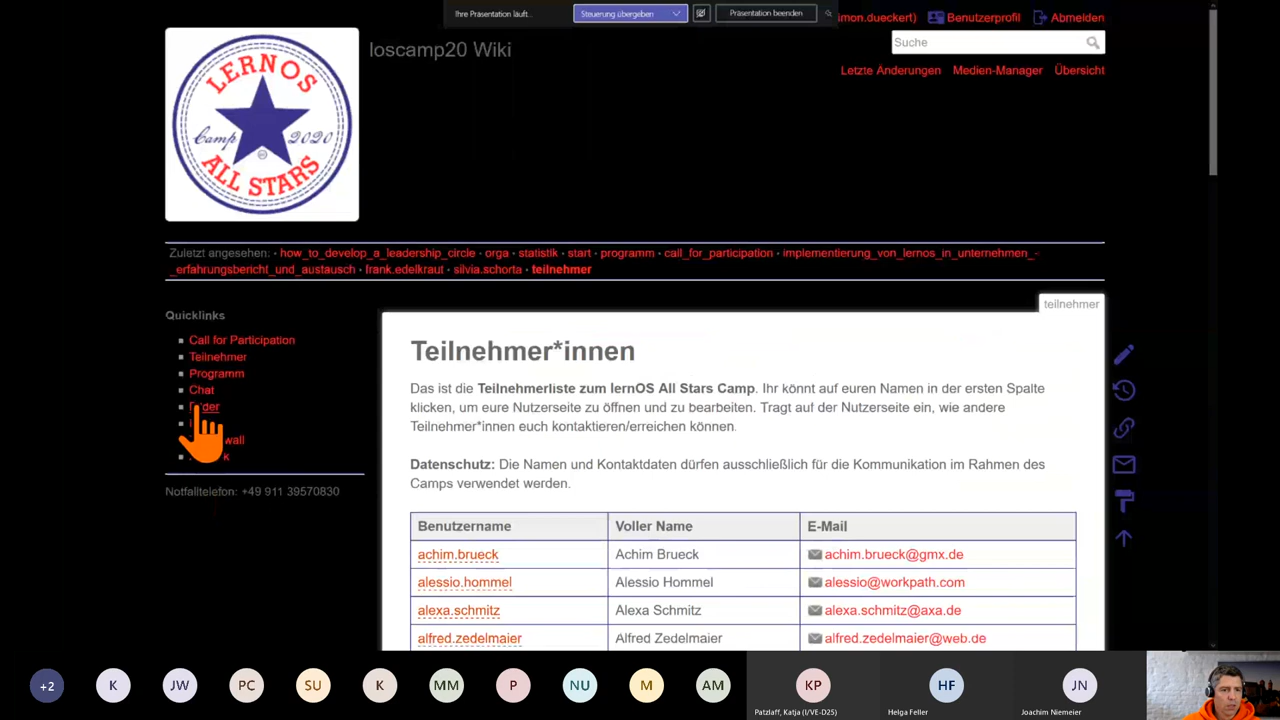 Ihre Präsentation läuft...
Steuerung übergeben
Präsentation beenden
imon.dueckert)
Benutzerprofil
Abmelden
LERNOS
Camp 2020
ALL STARS
loscamp20 Wiki
Suche
Letzte Änderungen
Medien-Manager
Übersicht
Zuletzt angesehen: · how_to_develop_a_leadership_circle · orga · statistik · start · programm · call_for_participation · implementierung_von_lernos_in_unternehmen_-
_erfahrungsbericht_und_austausch · frank.edelkraut · silvia.schorta · teilnehmer
Quicklinks
Call for Participation
Teilnehmer
Programm
Chat
wall
Notfalltelefon: +49 911 39570830
teilnehmer
Teilnehmer*innen
Das ist die Teilnehmerliste zum lernOS All Stars Camp. Ihr könnt auf euren Namen in der ersten Spalte
klicken, um eure Nutzerseite zu öffnen und zu bearbeiten. Tragt auf der Nutzerseite ein, wie andere
Teilnehmer*innen euch kontaktieren/erreichen können.
Datenschutz: Die Namen und Kontaktdaten dürfen ausschließlich für die Kommunikation im Rahmen des
Camps verwendet werden.
Benutzername Voller Name E-Mail
achim.brueck Achim Brueck achim.brueck@gmx.de
alessio.hommel Alessio Hommel alessio@workpath.com
alexa.schmitz Alexa Schmitz alexa.schmitz@axa.de
alfred.zedelmaier Alfred Zedelmaier alfred.zedelmaier@web.de
+2 K JW PC SU K MM P NU M AM KP HF JN
Patzlaff, Katja (I/VE-D25)
Helga Feller
Joachim Niemeier